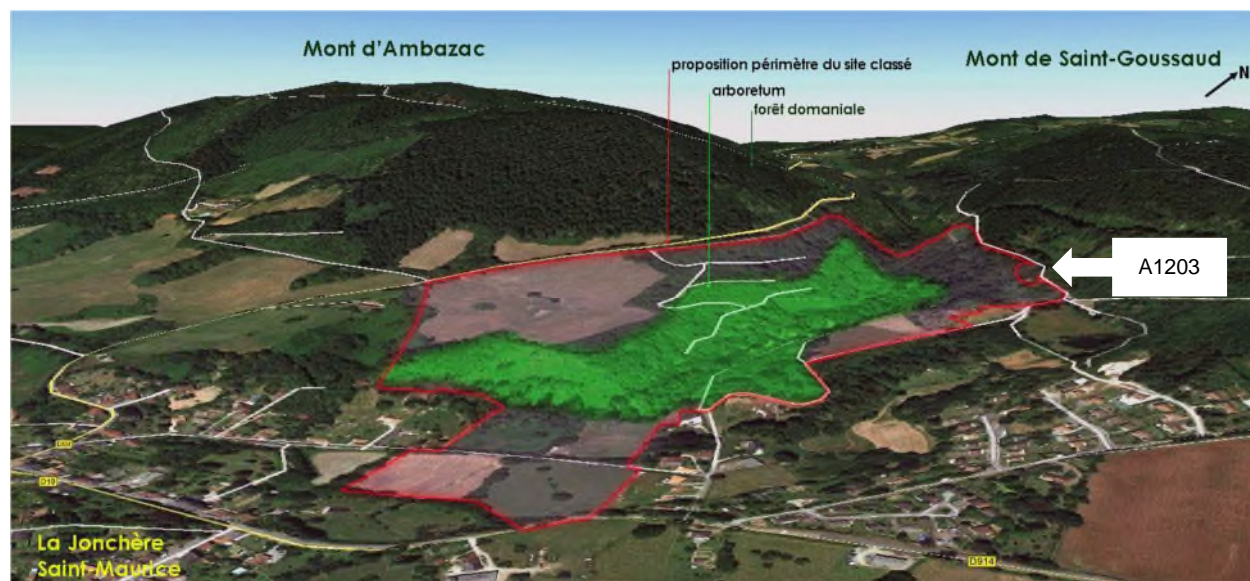 Mont d'Ambazac
Mont de Saint-Goussaud
N
proposition périmètre du site classé
arboretum
forêt domaniale
A1203
D19
La Jonchère
Saint-Maurice
D914